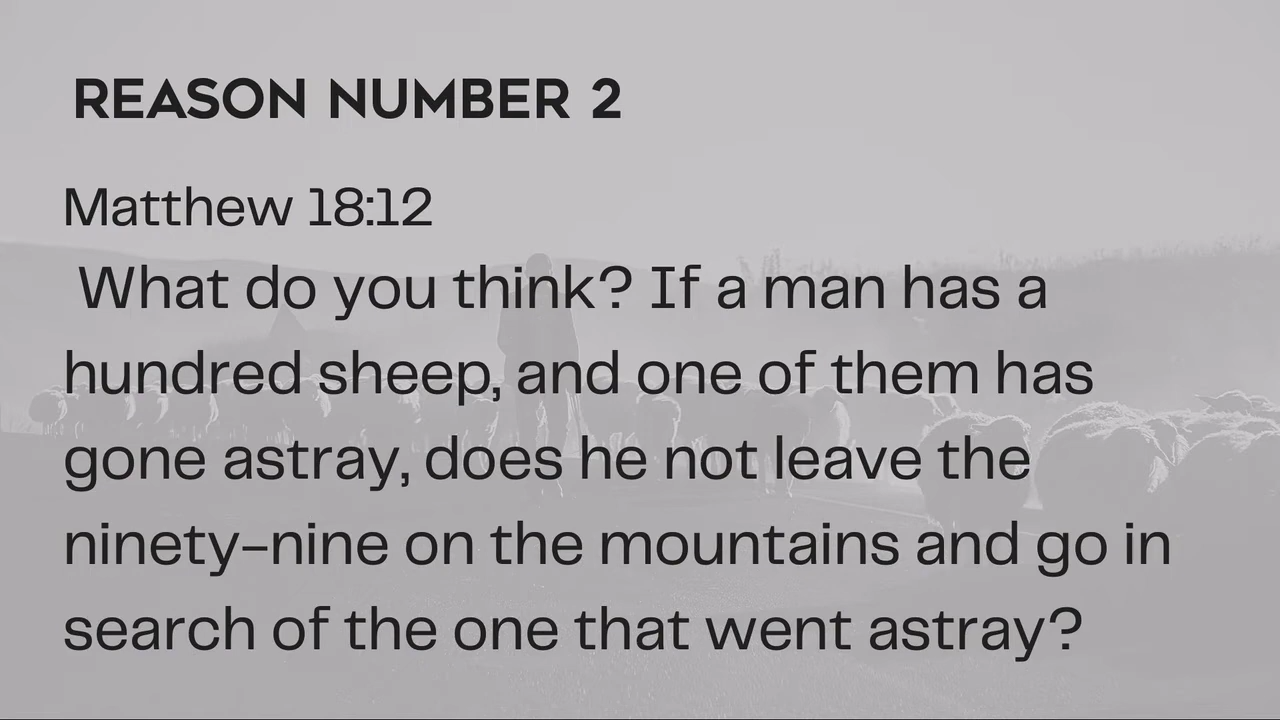 REASON NUMBER 2
Matthew 18:12
What do you think? If a man has a
hundred sheep, and one of them has
gone astray, does he not leave the
ninety-nine on the mountains and go in
search of the one that went astray?